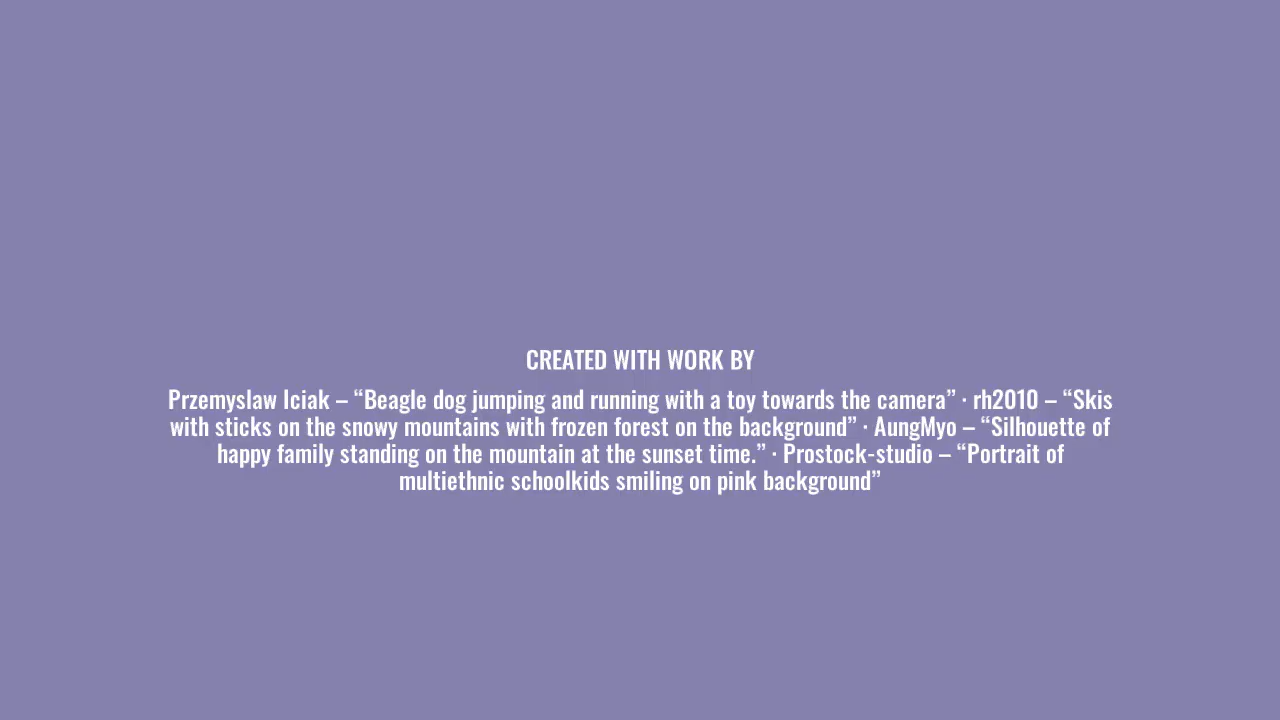 CREATED WITH WORK BY
Przemyslaw Iciak – “Beagle dog jumping and running with a toy towards the camera” · rh2010 – “Skis
with sticks on the snowy mountains with frozen forest on the background” · AungMyo – “Silhouette of
happy family standing on the mountain at the sunset time.” · Prostock-studio – “Portrait of
multiethnic schoolkids smiling on pink background”